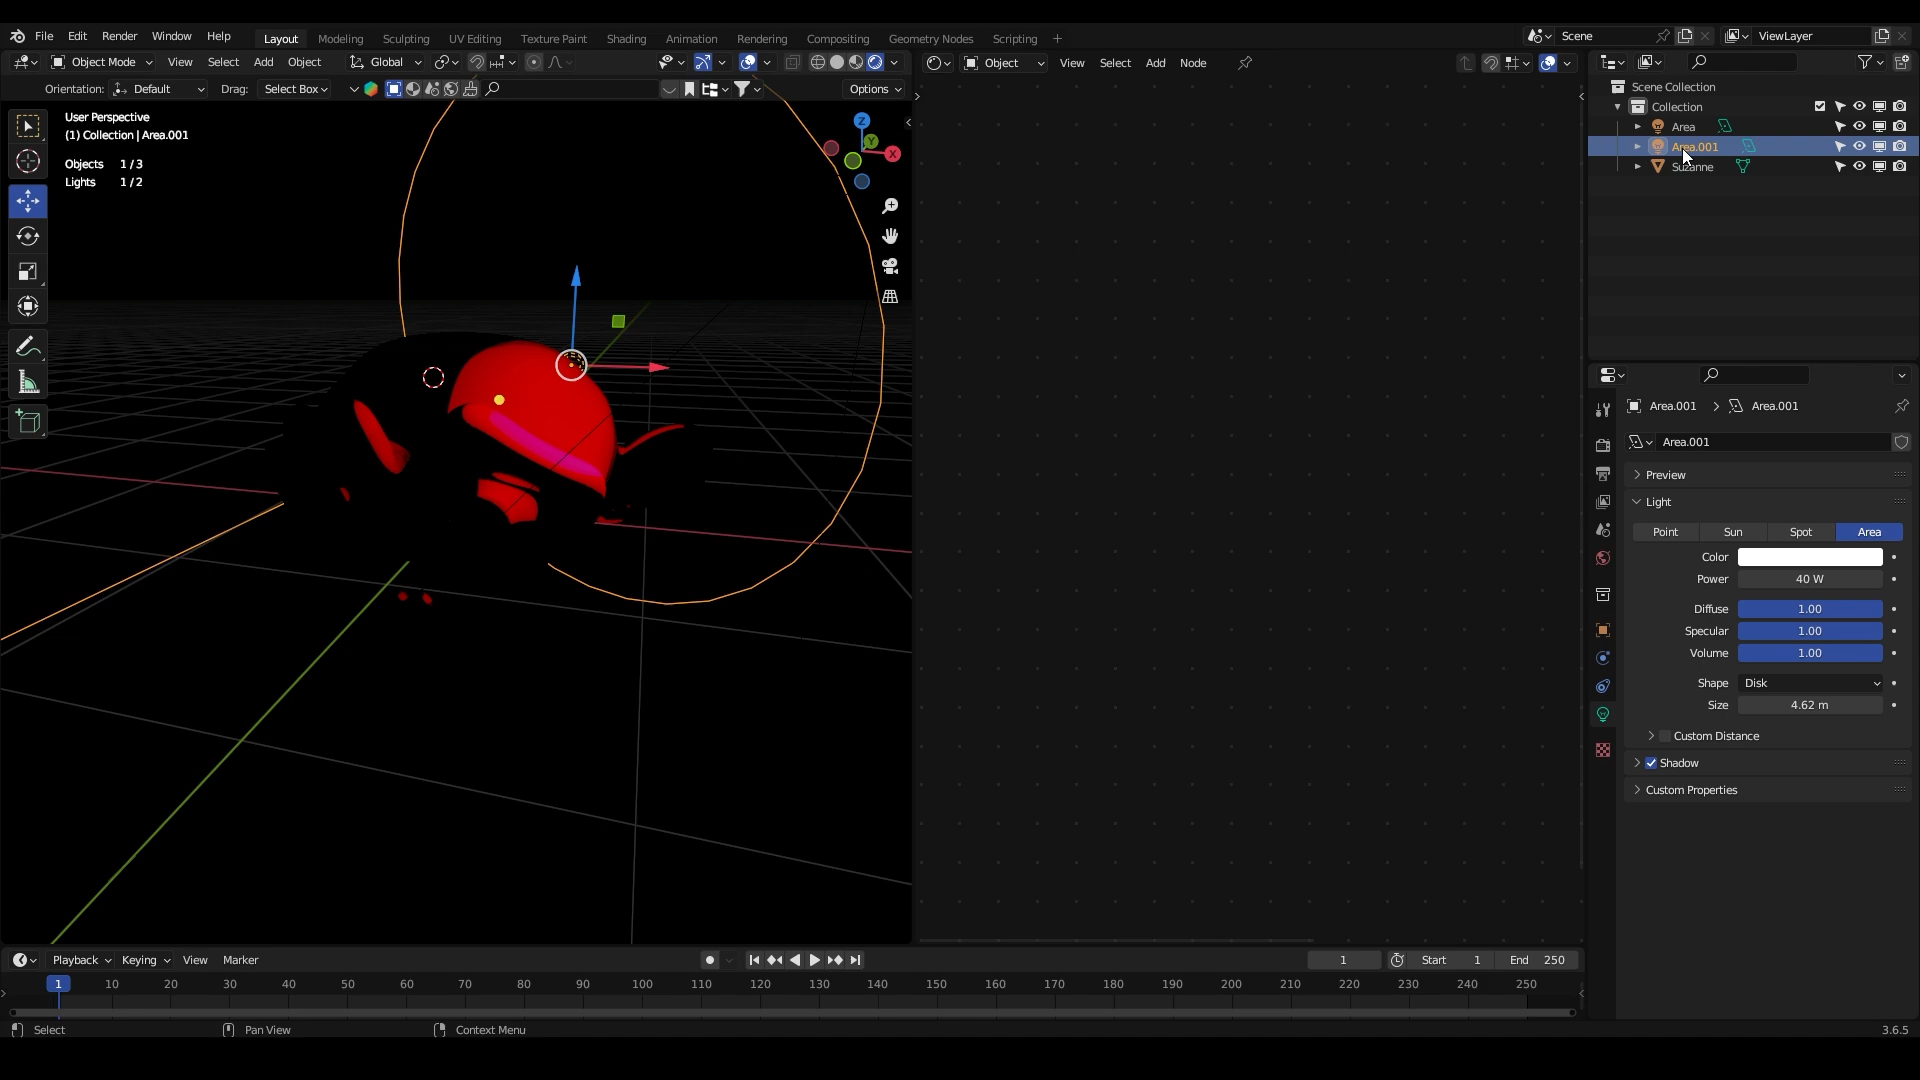 File Edit Render Window Help Layout Modeling Sculpting UV Editing Texture Paint Shading Animation Rendering Compositing Geometry Nodes Scripting + Scene ViewLayer
Object Mode View Select Add Object Global Object View Select Add Node
Orientation: Default Drag: Select Box Options
Scene Collection
Collection
Area
Area.001
Suzanne
User Perspective
(1) Collection | Area.001
Objects 1/3
Lights 1/2
Z
Y
X
Area.001 > Area.001
Area.001
Preview
Light
Point Sun Spot Area
Color
Power 40 W
Diffuse 1.00
Specular 1.00
Volume 1.00
Shape Disk
Size 4.62 m
Custom Distance
Shadow
Custom Properties
Playback Keying View Marker 1 Start 1 End 250
1 10 20 30 40 50 60 70 80 90 100 110 120 130 140 150 160 170 180 190 200 210 220 230 240 250
Select Pan View Context Menu 3.6.5